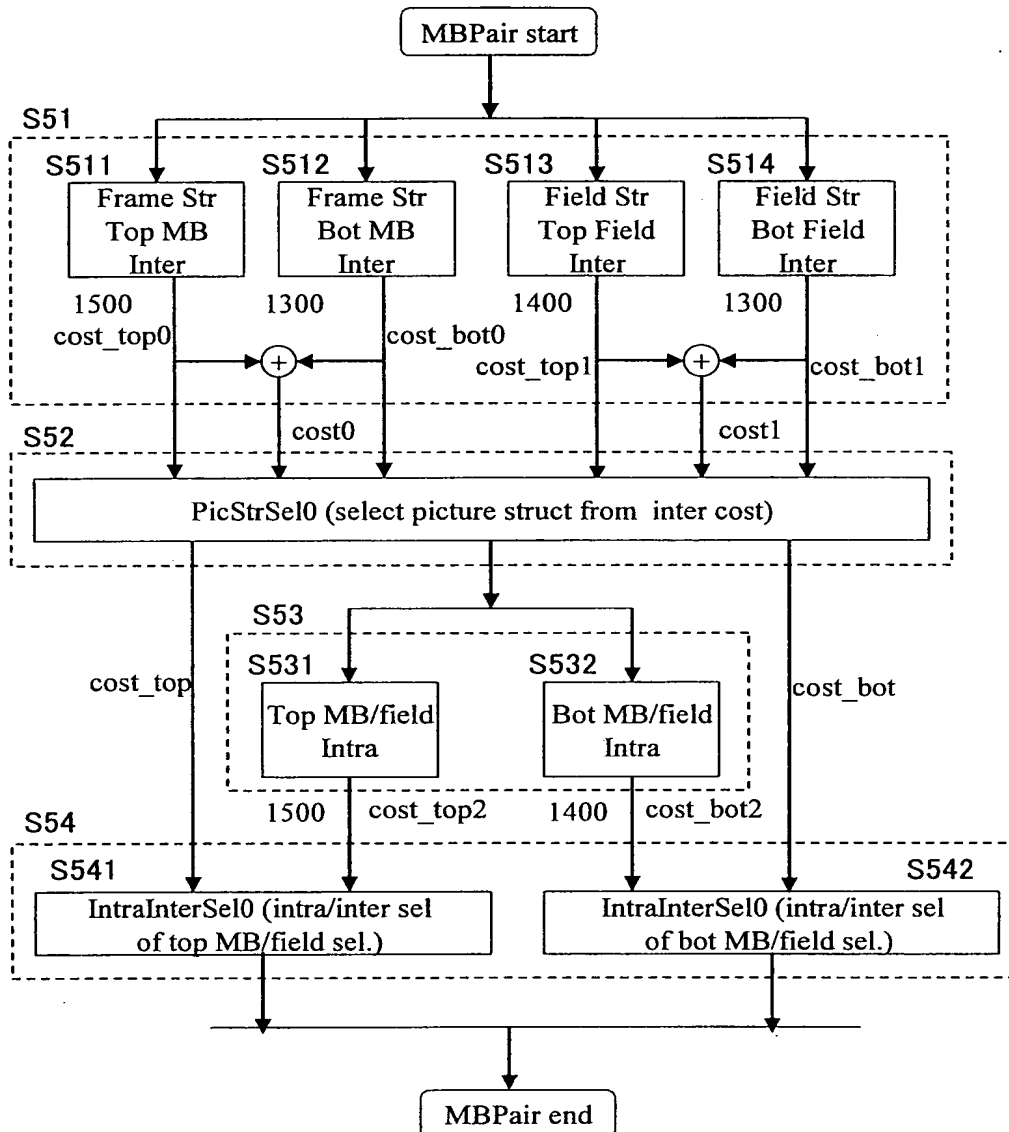 MBPair start
S51
S511
S512
S513
S514
Frame Str
Top MB
Inter
Frame Str
Bot MB
Inter
Field Str
Top Field
Inter
Field Str
Bot Field
Inter
1500
cost_top0
1300
cost_bot0
1400
cost_top1
1300
cost_bot1
+
+
cost0
cost1
S52
PicStrSel0 (select picture struct from inter cost)
S53
S531
S532
cost_top
cost_bot
Top MB/field
Intra
Bot MB/field
Intra
1500
cost_top2
1400
cost_bot2
S54
S541
S542
IntraInterSel0 (intra/inter sel
of top MB/field sel.)
IntraInterSel0 (intra/inter sel
of bot MB/field sel.)
MBPair end